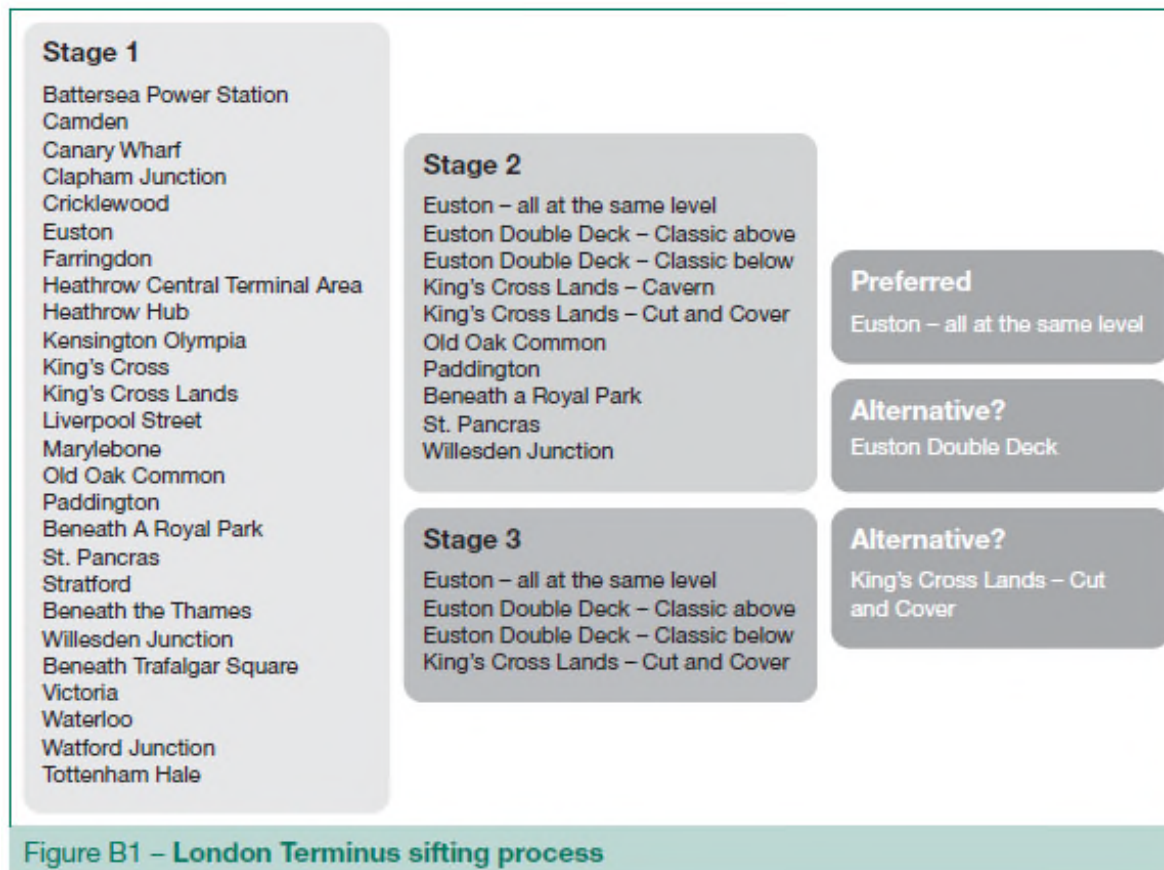 Stage 1
Battersea Power Station
Camden
Canary Wharf
Clapham Junction
Cricklewood
Euston
Farringdon
Heathrow Central Terminal Area
Heathrow Hub
Kensington Olympia
King's Cross
King's Cross Lands
Liverpool Street
Marylebone
Old Oak Common
Paddington
Beneath A Royal Park
St. Pancras
Stratford
Beneath the Thames
Willesden Junction
Beneath Trafalgar Square
Victoria
Waterloo
Watford Junction
Tottenham Hale
Stage 2
Euston – all at the same level
Euston Double Deck – Classic above
Euston Double Deck – Classic below
King's Cross Lands – Cavern
King's Cross Lands – Cut and Cover
Old Oak Common
Paddington
Beneath a Royal Park
St. Pancras
Willesden Junction
Stage 3
Euston – all at the same level
Euston Double Deck – Classic above
Euston Double Deck – Classic below
King's Cross Lands – Cut and Cover
Preferred
Euston – all at the same level
Alternative?
Euston Double Deck
Alternative?
King's Cross Lands – Cut
and Cover
Figure B1 – London Terminus sifting process